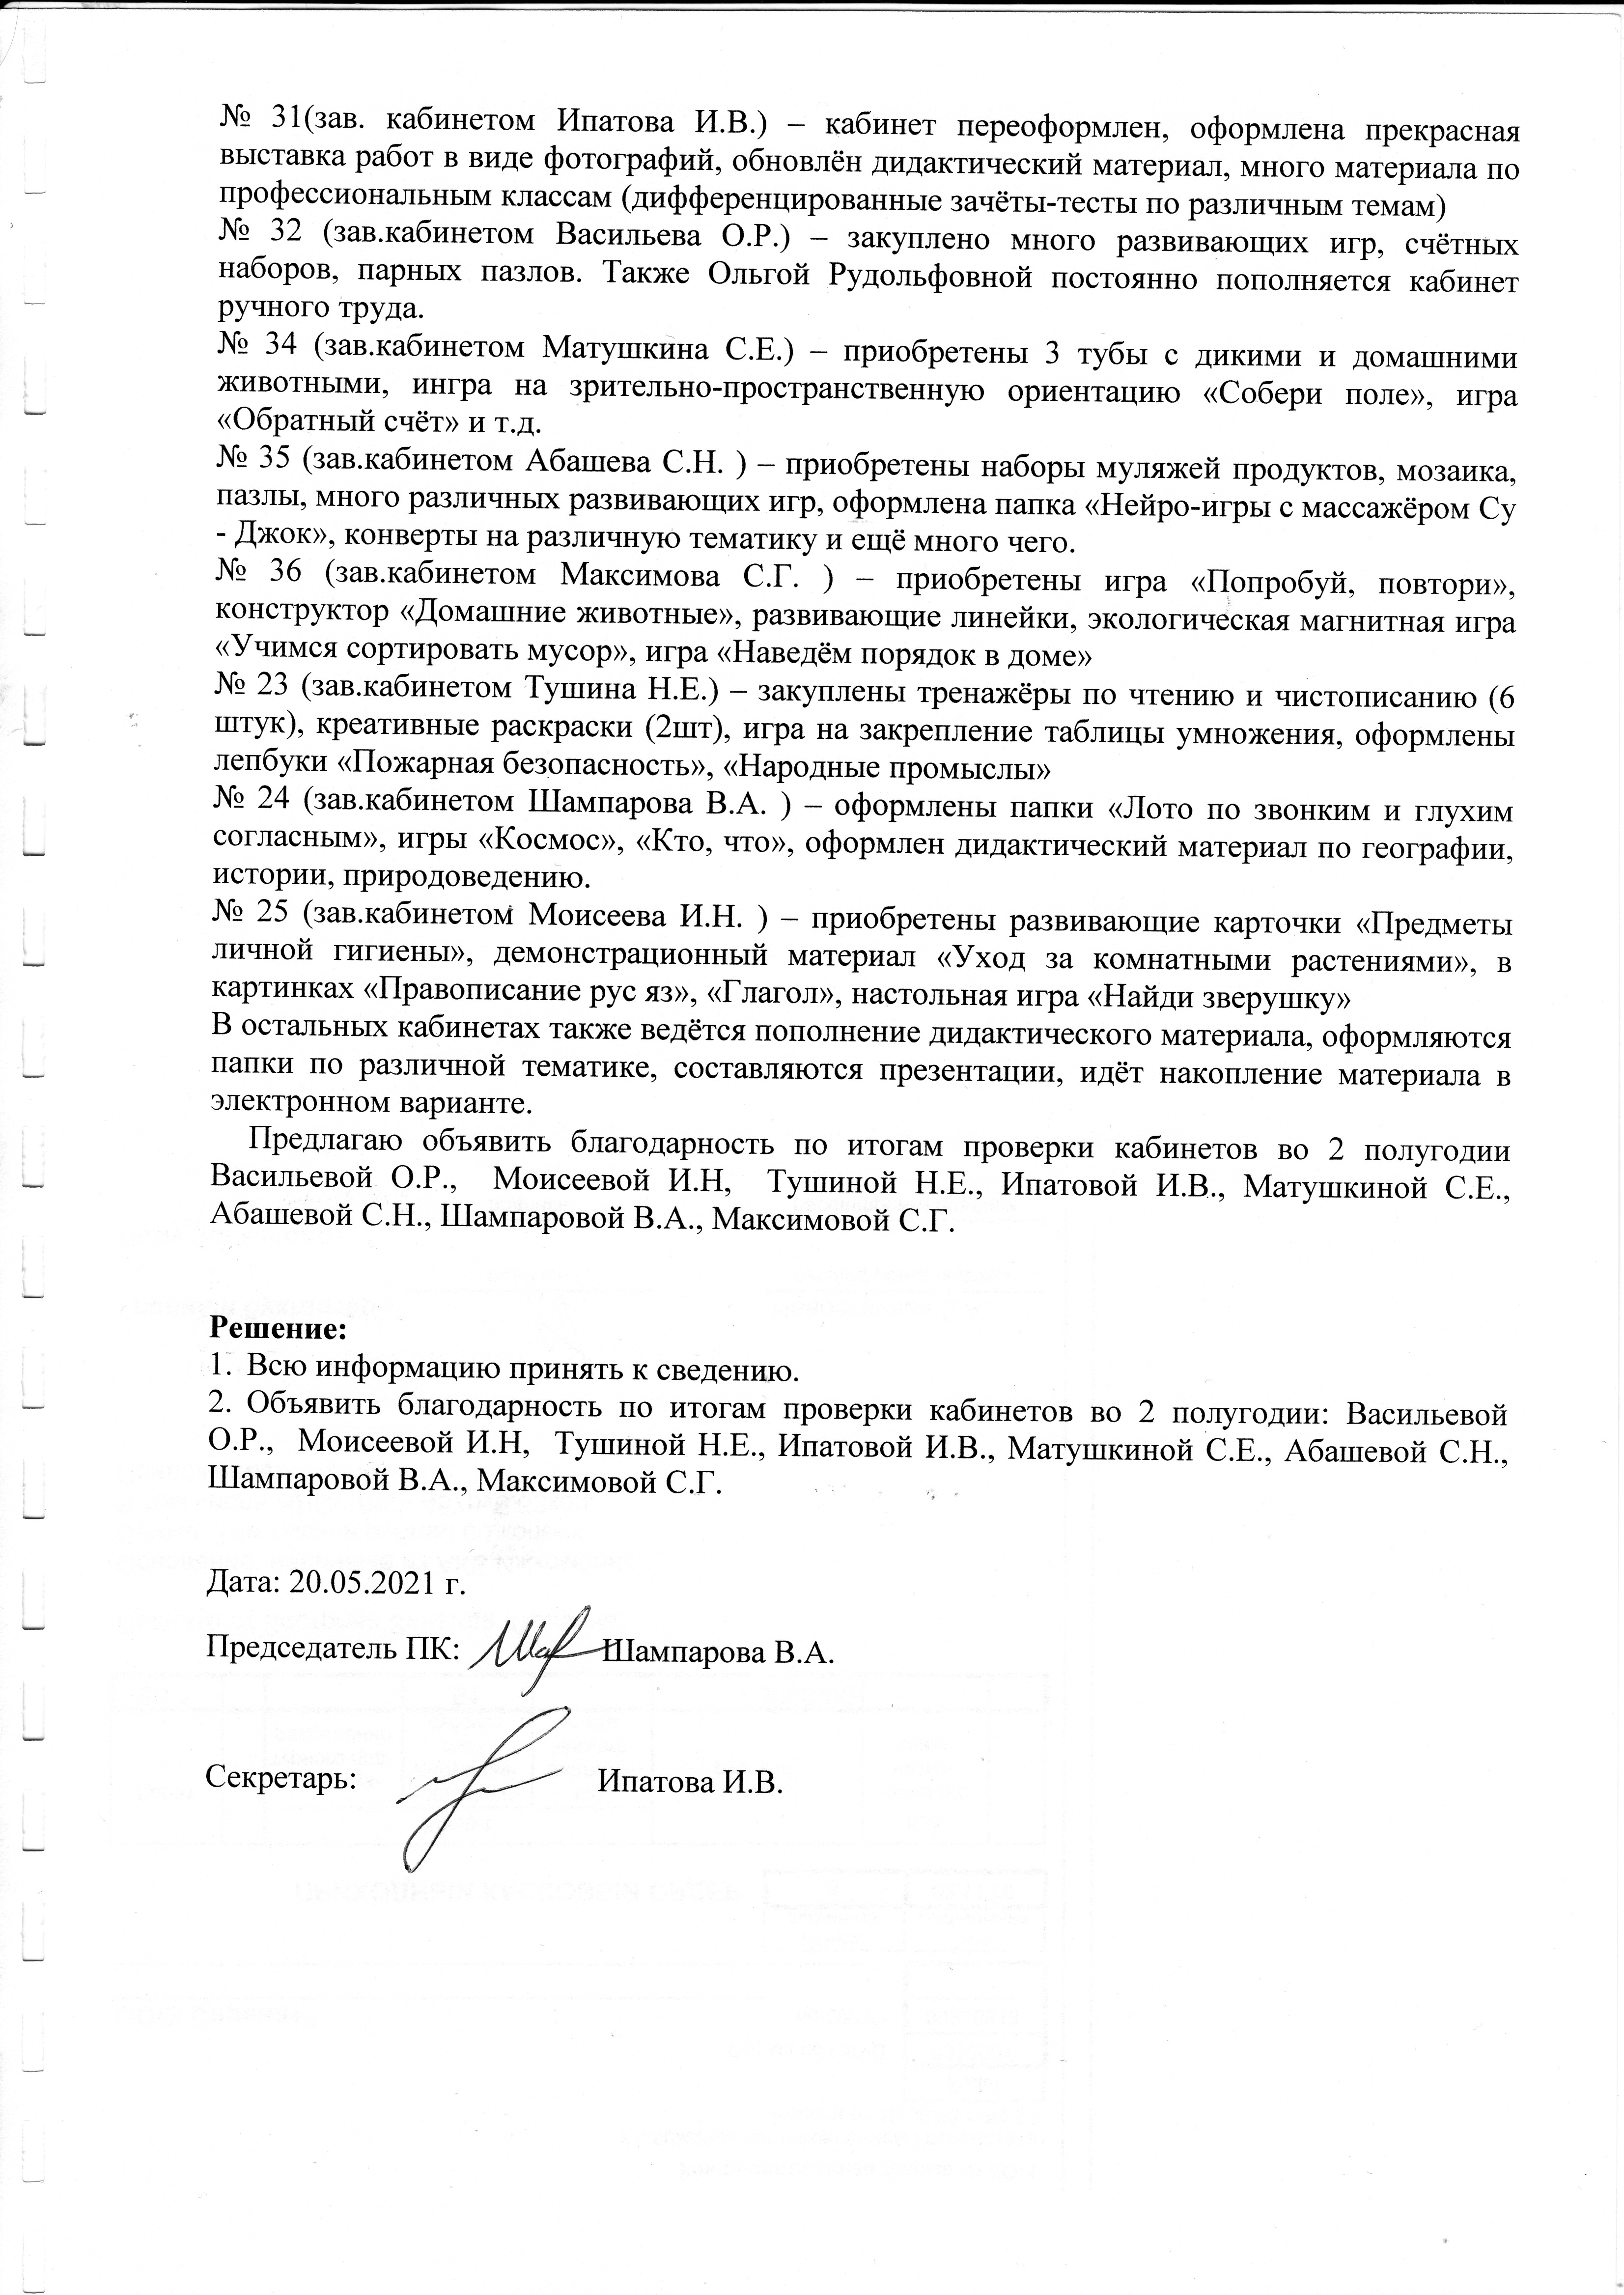 № 31(зав. кабинетом Ипатова И.В.) – кабинет переоформлен, оформлена прекрасная
выставка работ в виде фотографий, обновлён дидактический материал, много материала по
профессиональным классам (дифференцированные зачёты-тесты по различным темам)
№ 32 (зав.кабинетом Васильева О.Р.) – закуплено много развивающих игр, счётных
наборов, парных пазлов. Также Ольгой Рудольфовной постоянно пополняется кабинет
ручного труда.
№ 34 (зав.кабинетом Матушкина С.Е.) – приобретены 3 тубы с дикими и домашними
животными, ингра на зрительно-пространственную ориентацию «Собери поле», игра
«Обратный счёт» и т.д.
№ 35 (зав.кабинетом Абашева С.Н. ) – приобретены наборы муляжей продуктов, мозаика,
пазлы, много различных развивающих игр, оформлена папка «Нейро-игры с массажёром Су
- Джок», конверты на различную тематику и ещё много чего.
№ 36 (зав.кабинетом Максимова С.Г. ) – приобретены игра «Попробуй, повтори»,
конструктор «Домашние животные», развивающие линейки, экологическая магнитная игра
«Учимся сортировать мусор», игра «Наведём порядок в доме»
№ 23 (зав.кабинетом Тушина Н.Е.) – закуплены тренажёры по чтению и чистописанию (6
штук), креативные раскраски (2шт), игра на закрепление таблицы умножения, оформлены
лепбуки «Пожарная безопасность», «Народные промыслы»
№ 24 (зав.кабинетом Шампарова В.А. ) – оформлены папки «Лото по звонким и глухим
согласным», игры «Космос», «Кто, что», оформлен дидактический материал по географии,
истории, природоведению.
№ 25 (зав.кабинетом Моисеева И.Н. ) – приобретены развивающие карточки «Предметы
личной гигиены», демонстрационный материал «Уход за комнатными растениями», в
картинках «Правописание рус яз», «Глагол», настольная игра «Найди зверушку»
В остальных кабинетах также ведётся пополнение дидактического материала, оформляются
папки по различной тематике, составляются презентации, идёт накопление материала в
электронном варианте.
Предлагаю объявить благодарность по итогам проверки кабинетов во 2 полугодии
Васильевой О.Р., Моисеевой И.Н, Тушиной Н.Е., Ипатовой И.В., Матушкиной С.Е.,
Абашевой С.Н., Шампаровой В.А., Максимовой С.Г.
Решение:
1. Всю информацию принять к сведению.
2. Объявить благодарность по итогам проверки кабинетов во 2 полугодии: Васильевой
О.Р., Моисеевой И.Н, Тушиной Н.Е., Ипатовой И.В., Матушкиной С.Е., Абашевой С.Н.,
Шампаровой В.А., Максимовой С.Г.
Дата: 20.05.2021 г.
Председатель ПК: Шампарова В.А.
Секретарь: Ипатова И.В.